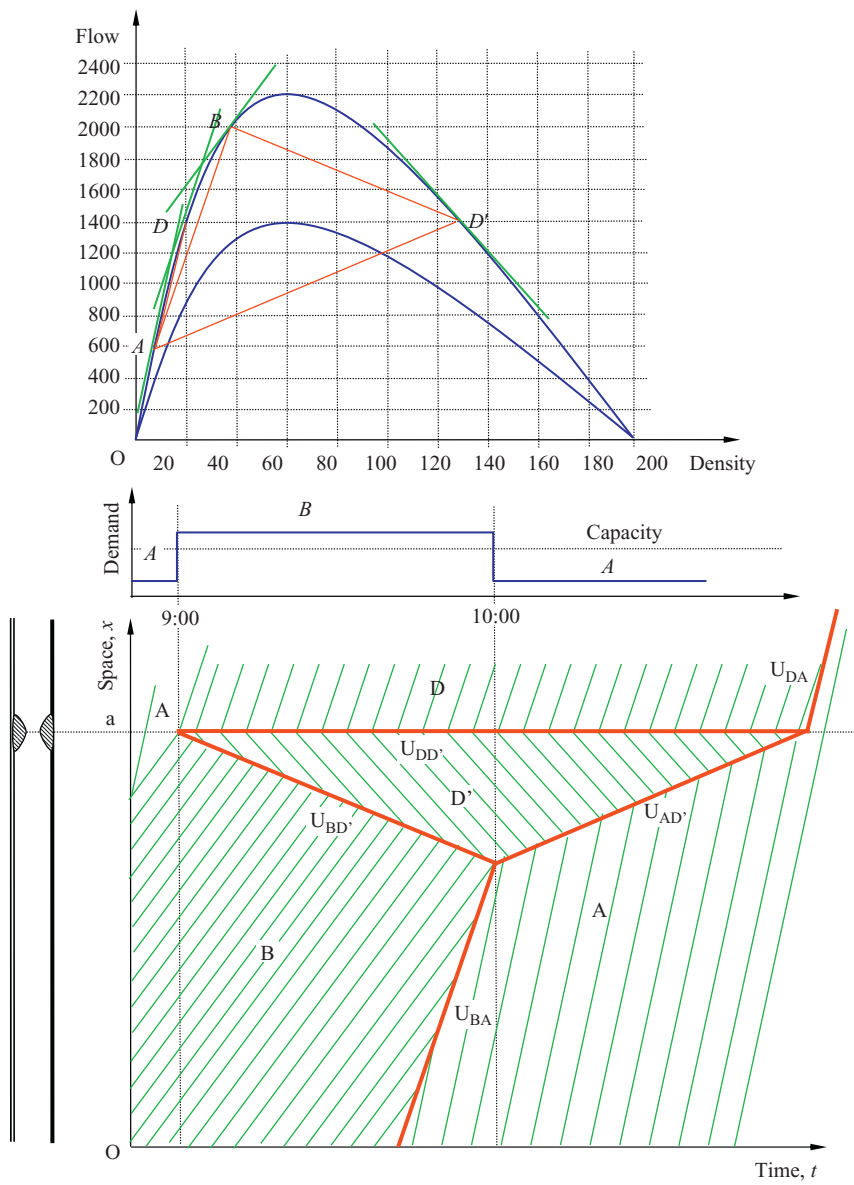 Flow
2400
2200
2000
1800
1600
1400
1200
1000
800
600
400
200
B
D
D'
A
O
20 40 60 80 100 120 140 160 180 200 Density
Demand
B
A
Capacity
A
9:00
10:00
Space, x
a
A
D
U_DA
U_DD’
D’
U_BD’
U_AD’
A
B
U_BA
O
Time, t